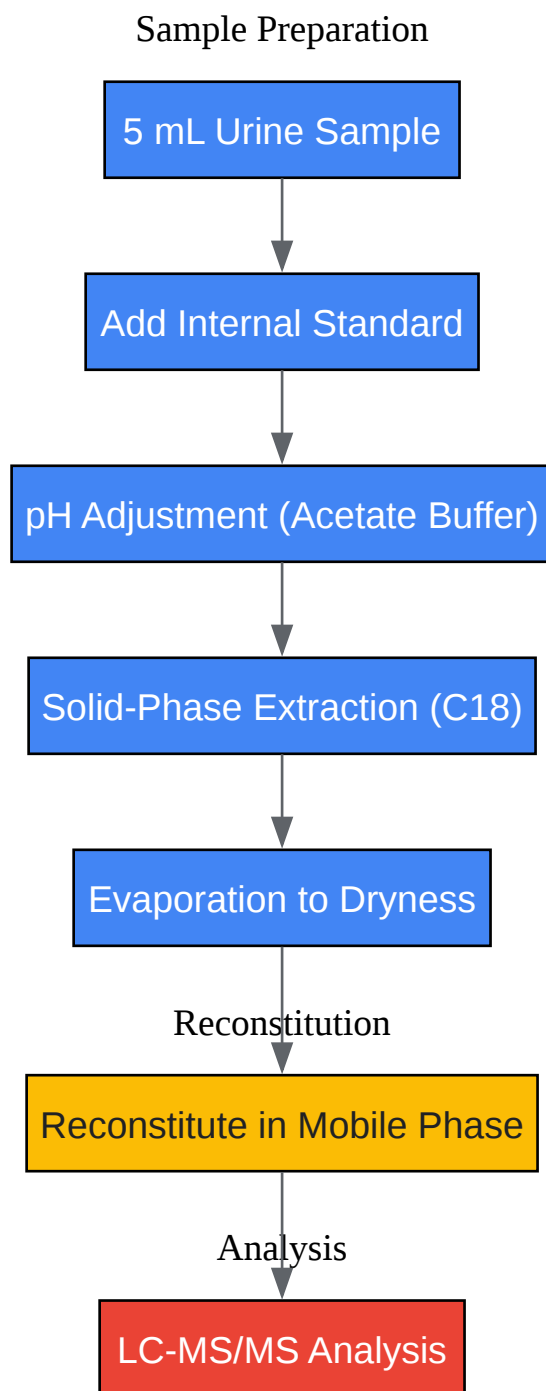 Sample Preparation
5 mL Urine Sample
Add Internal Standard
pH Adjustment (Acetate Buffer)
Solid-Phase Extraction (C18)
Evaporation to Dryness
Reconstitution
Reconstitute in Mobile Phase
Analysis
LC-MS/MS Analysis